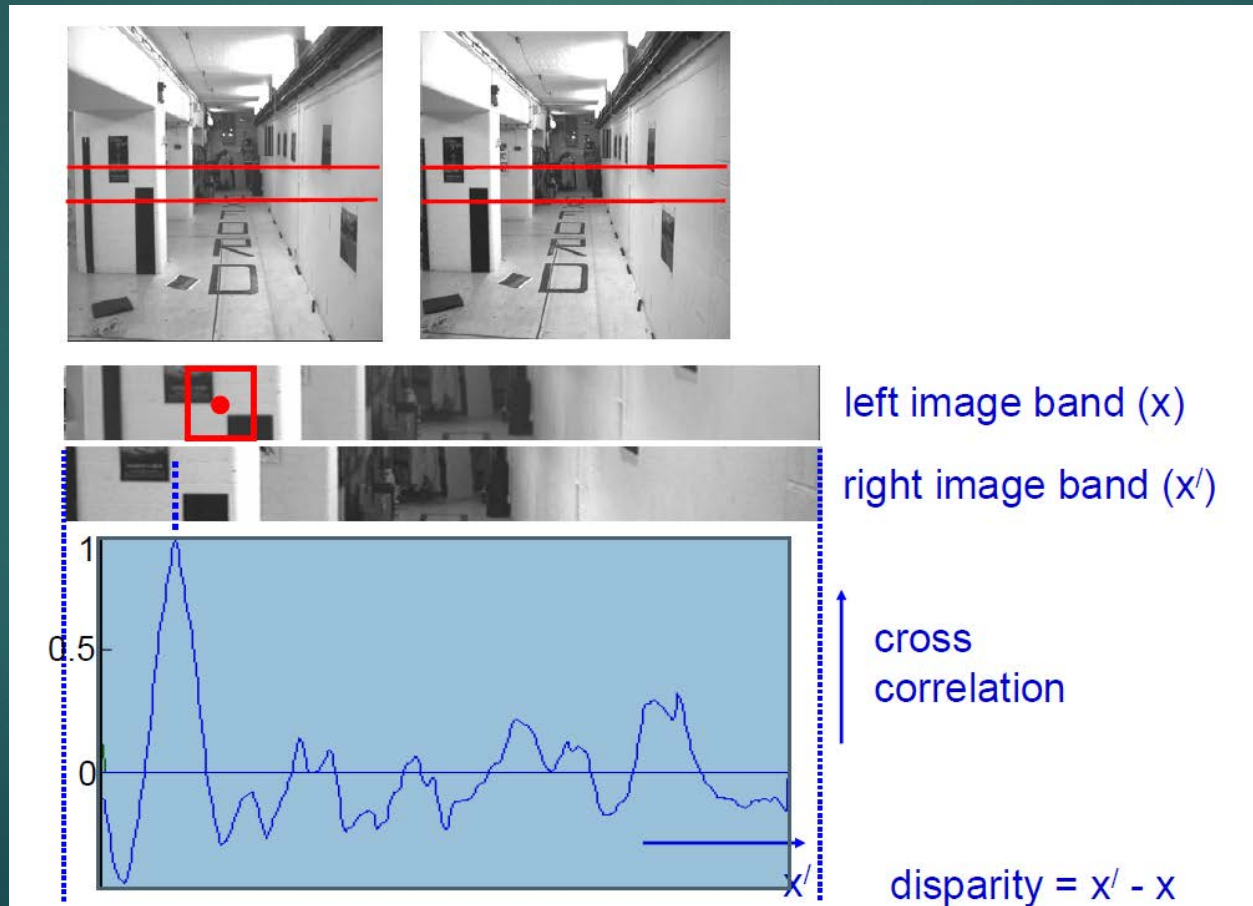 left image band (x)
right image band (x/)
1
0.5
0
cross
correlation
x/
disparity = x/ - x